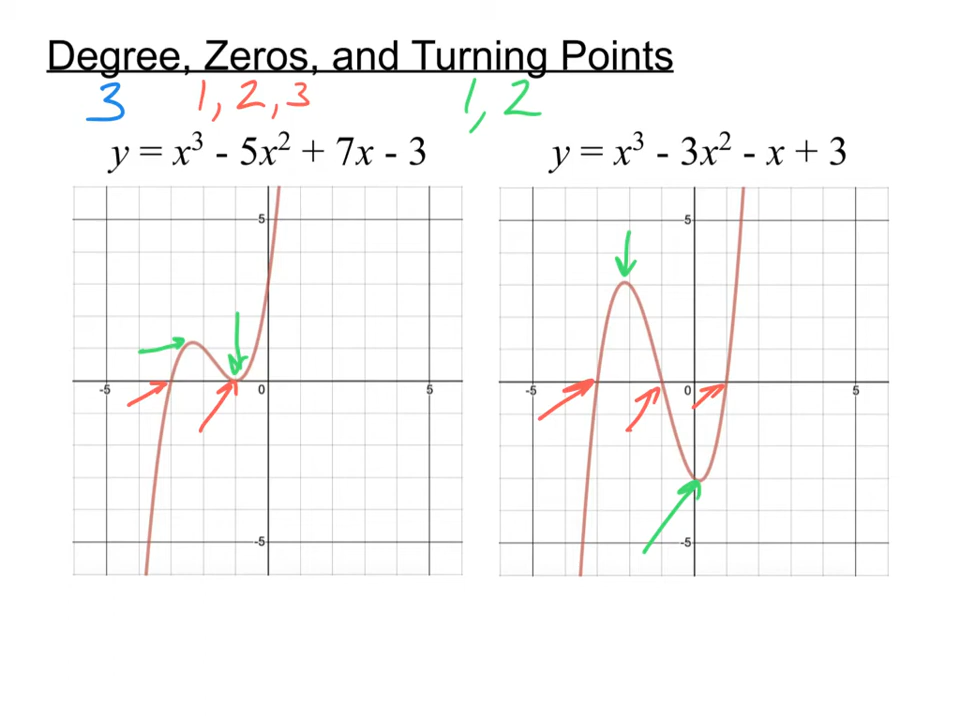 Degree, Zeros, and Turning Points
3 1, 2, 3 1, 2
y = x³ - 5x² + 7x - 3
y = x³ - 3x² - x + 3
5
-5 0 5
-5
5
-5 0 5
-5